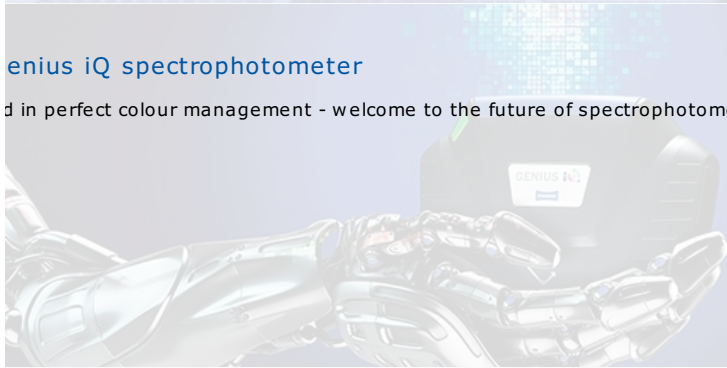 enius iQ spectrophotometer
d in perfect colour management - welcome to the future of spectrophotom
GENIUS iQ